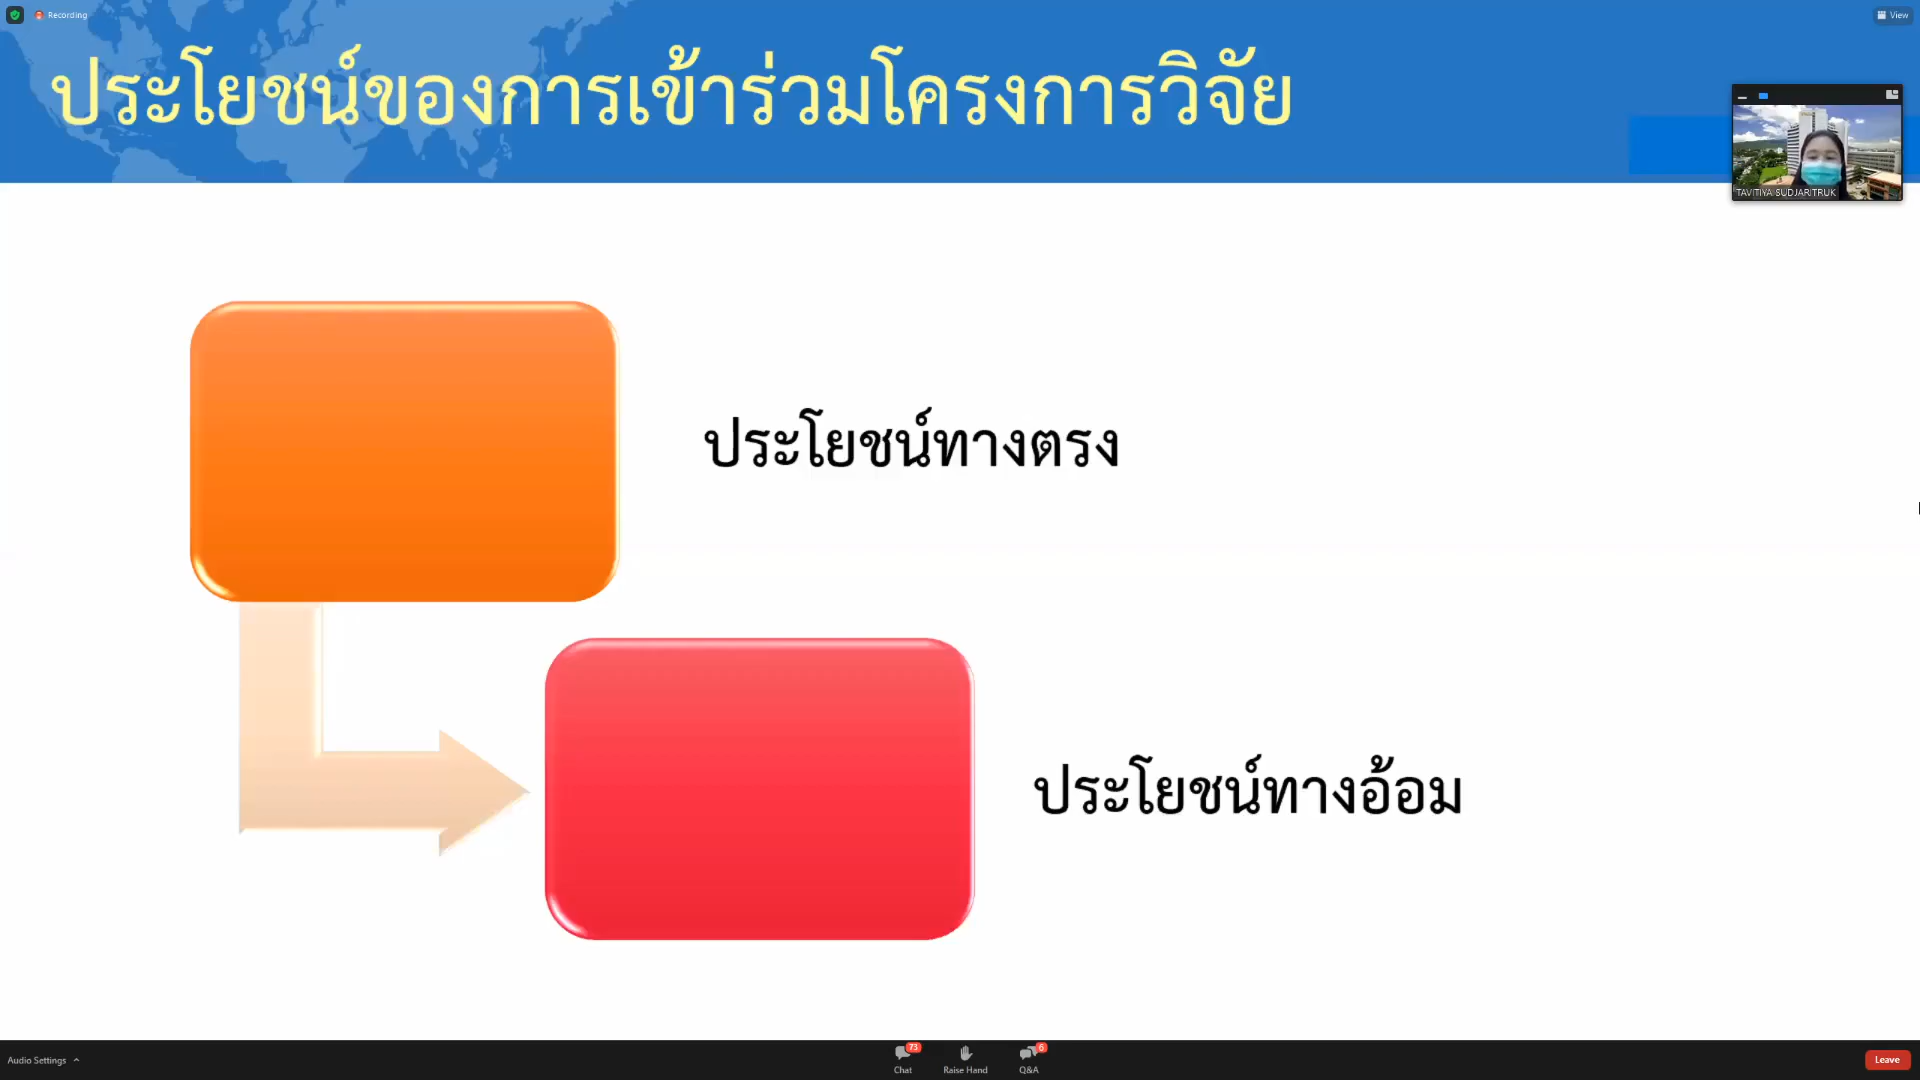 Recording
View
ประโยชน์ของการเข้าร่วมโครงการวิจัย
TAVITIYA SUDJARITRUK
ประโยชน์ทางตรง
ประโยชน์ทางอ้อม
Audio Settings
73
6
Chat
Raise Hand
Q&A
Leave